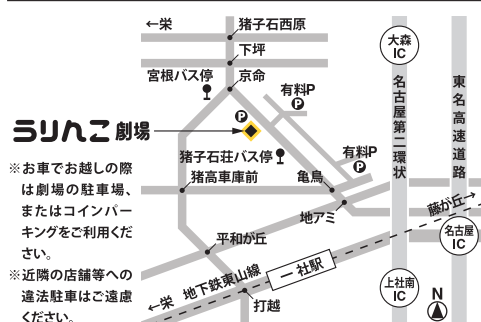 ←栄
猪子石西原
下坪
宮根バス停
京命
有料P
P
P
大森
IC
名古屋第二環状
東名高速道路
うりんこ劇場
猪子石荘バス停
有料P
P
※お車でお越しの際
は劇場の駐車場、
またはコインパー
キングをご利用くだ
さい。
※近隣の店舗等への
違法駐車はご遠慮
ください。
猪高車庫前
亀鳥
地アミ
藤が丘→
平和が丘
名古屋
IC
一社駅
地下鉄東山線
←栄
打越
上社南
IC
N